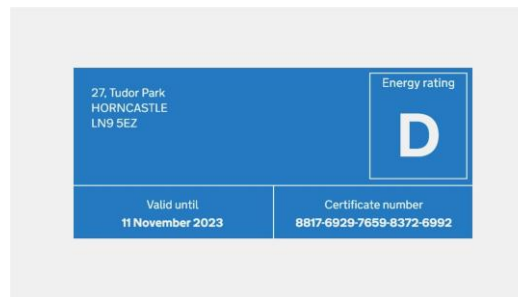 27, Tudor Park
HORNCASTLE
LN9 5EZ
Energy rating
D
Valid until
11 November 2023
Certificate number
8817-6929-7659-8372-6992